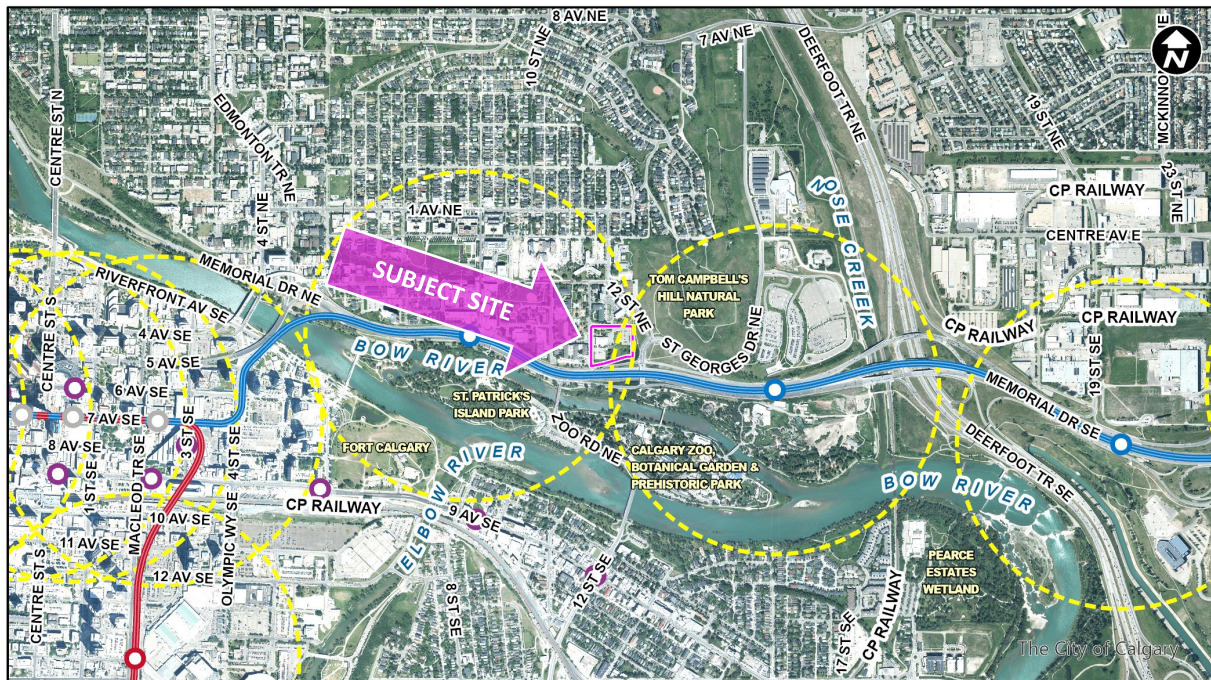 8 AV NE
7 AV NE
10 ST NE
DEERFOOT TR NE
19 ST NE
MCKINNO
N
23 ST NE
CENTRE ST N
EDMONTON TR NE
4 ST NE
1 AV NE
CP RAILWAY
CENTRE AV E
NOSE CREEK
MEMORIAL DR NE
RIVERFRONT AV SE
SUBJECT SITE
12 ST NE
TOM CAMPBELL'S
HILL NATURAL
PARK
ST GEORGES DR NE
CP RAILWAY
CENTRE ST S
4 AV SE
5 AV SE
6 AV SE
7 AV SE
8 AV SE
1 ST SE
MACLEOD TR SE
3 ST SE
4 ST SE
BOW RIVER
ST. PATRICK'S
ISLAND PARK
ZOO RD NE
MEMORIAL DR SE
19 ST SE
FORT CALGARY
CALGARY ZOO,
BOTANICAL GARDEN &
PREHISTORIC PARK
DEERFOOT TR SE
BOW RIVER
CP RAILWAY
ELBOW RIVER
9 AV SE
10 AV SE
11 AV SE
12 AV SE
OLYMPIC WY SE
CENTRE ST S
8 ST SE
12 ST SE
17 ST SE
CP RAILWAY
PEARCE
ESTATES
WETLAND
The City of Calgary